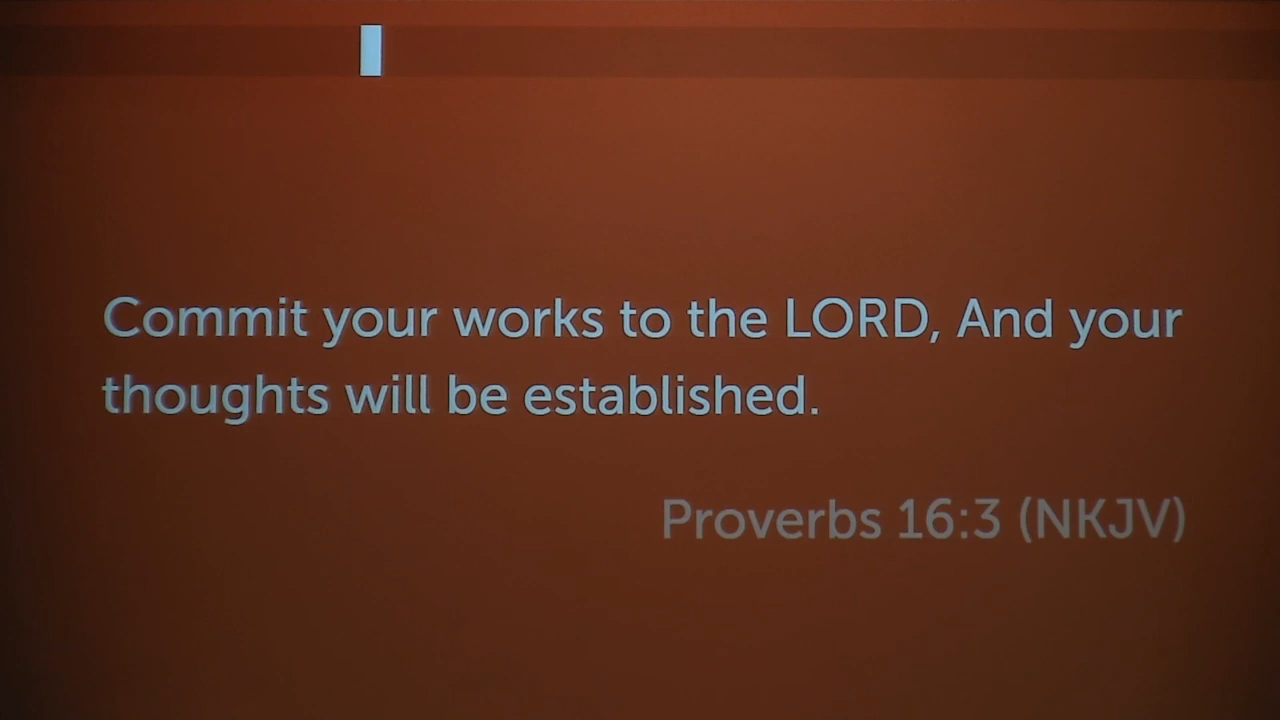 Commit your works to the LORD, And your
thoughts will be established.
Proverbs 16:3 (NKJV)